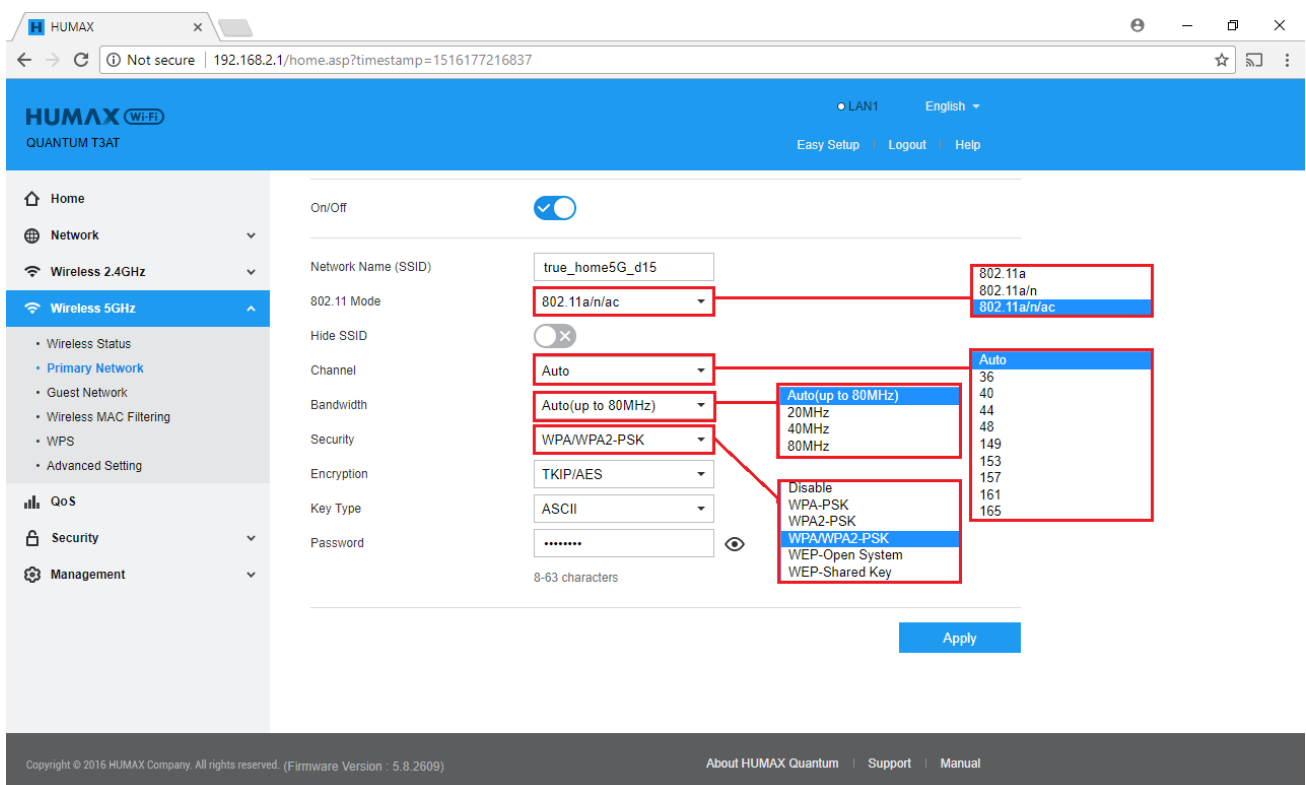 HUMAX
Not secure | 192.168.2.1/home.asp?timestamp=1516177216837
HUMAX Wi-Fi
QUANTUM T3AT
LAN1 English
Easy Setup | Logout | Help
Home
Network
Wireless 2.4GHz
Wireless 5GHz
• Wireless Status
• Primary Network
• Guest Network
• Wireless MAC Filtering
• WPS
• Advanced Setting
QoS
Security
Management
On/Off
Network Name (SSID) true_home5G_d15
802.11 Mode 802.11a/n/ac
Hide SSID
Channel Auto
Bandwidth Auto(up to 80MHz)
Security WPA/WPA2-PSK
Encryption TKIP/AES
Key Type ASCII
Password ••••••••
8-63 characters
802.11a
802.11a/n
802.11a/n/ac
Auto
36
40
44
48
149
153
157
161
165
Auto(up to 80MHz)
20MHz
40MHz
80MHz
Disable
WPA-PSK
WPA2-PSK
WPA/WPA2-PSK
WEP-Open System
WEP-Shared Key
Apply
Copyright © 2016 HUMAX Company. All rights reserved. (Firmware Version : 5.8.2609)
About HUMAX Quantum | Support | Manual